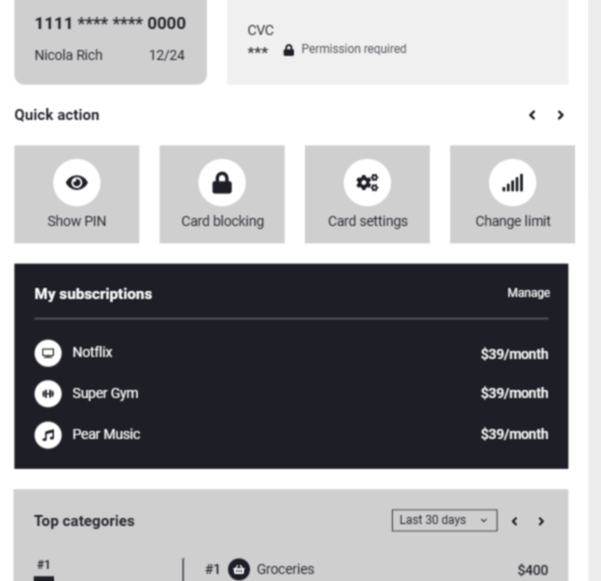 1111 **** **** 0000
Nicola Rich 12/24
CVC
*** Permission required
Quick action
Show PIN
Card blocking
Card settings
Change limit
My subscriptions Manage
Notflix $39/month
Super Gym $39/month
Pear Music $39/month
Top categories Last 30 days
#1
#1 Groceries $400